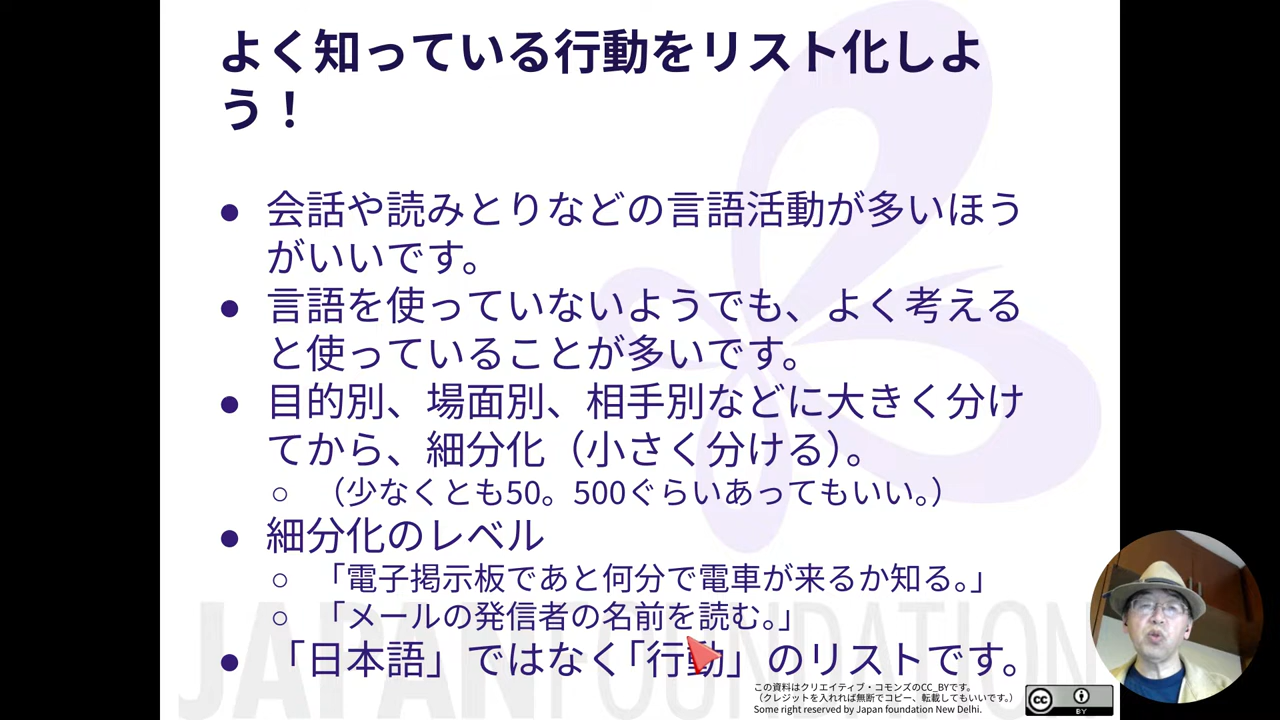 よく知っている行動をリスト化しよ
う！
● 会話や読みとりなどの言語活動が多いほう
がいいです。
● 言語を使っていないようでも、よく考える
と使っていることが多いです。
● 目的別、場面別、相手別などに大きく分け
てから、細分化（小さく分ける）。
○ （少なくとも50。500ぐらいあってもいい。）
● 細分化のレベル
○ 「電子掲示板であと何分で電車が来るか知る。」
○ 「メールの発信者の名前を読む。」
● 「日本語」ではなく「行動」のリストです。
この資料はクリエイティブ・コモンズのCC_BYです。
（クレジットを入れれば無断でコピー、転載してもいいです。）
Some right reserved by Japan foundation New Delhi.
cc BY
JAPAN FOUNDATION